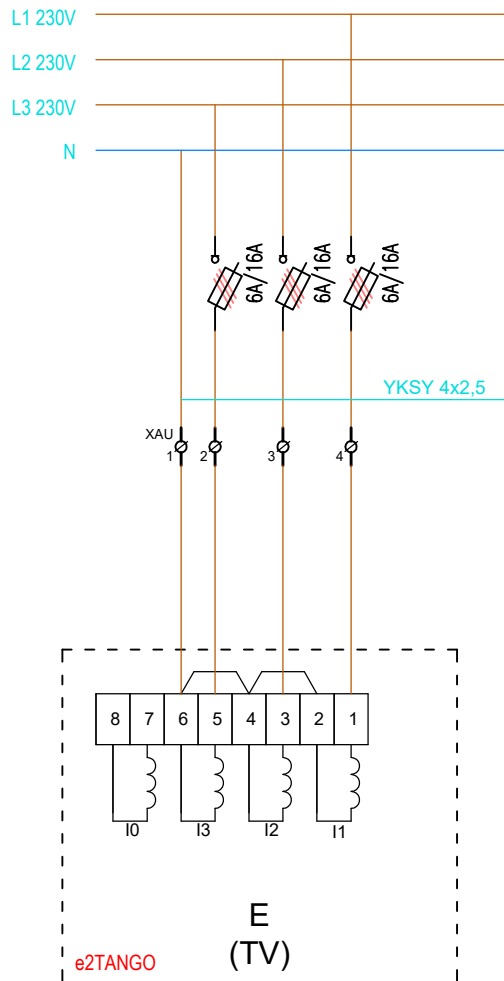 L1 230V
L2 230V
L3 230V
N
6A/16A
6A/16A
6A/16A
YKSY 4x2,5
XAU
1
2
3
4
8 7 6 5 4 3 2 1
I0 I3 I2 I1
E
(TV)
e2TANGO